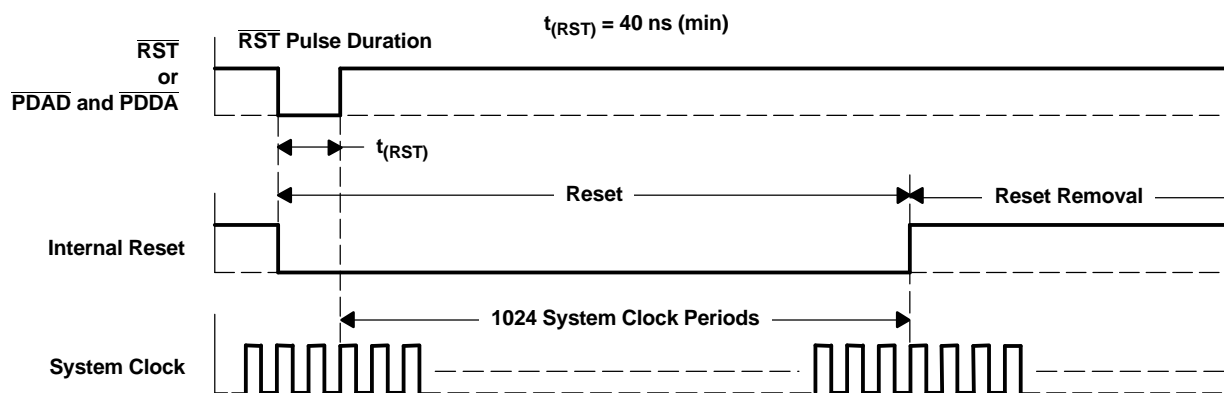 t(RST) = 40 ns (min)
RST Pulse Duration
RST
or
PDAD and PDDA
t(RST)
Reset
Reset Removal
Internal Reset
1024 System Clock Periods
System Clock